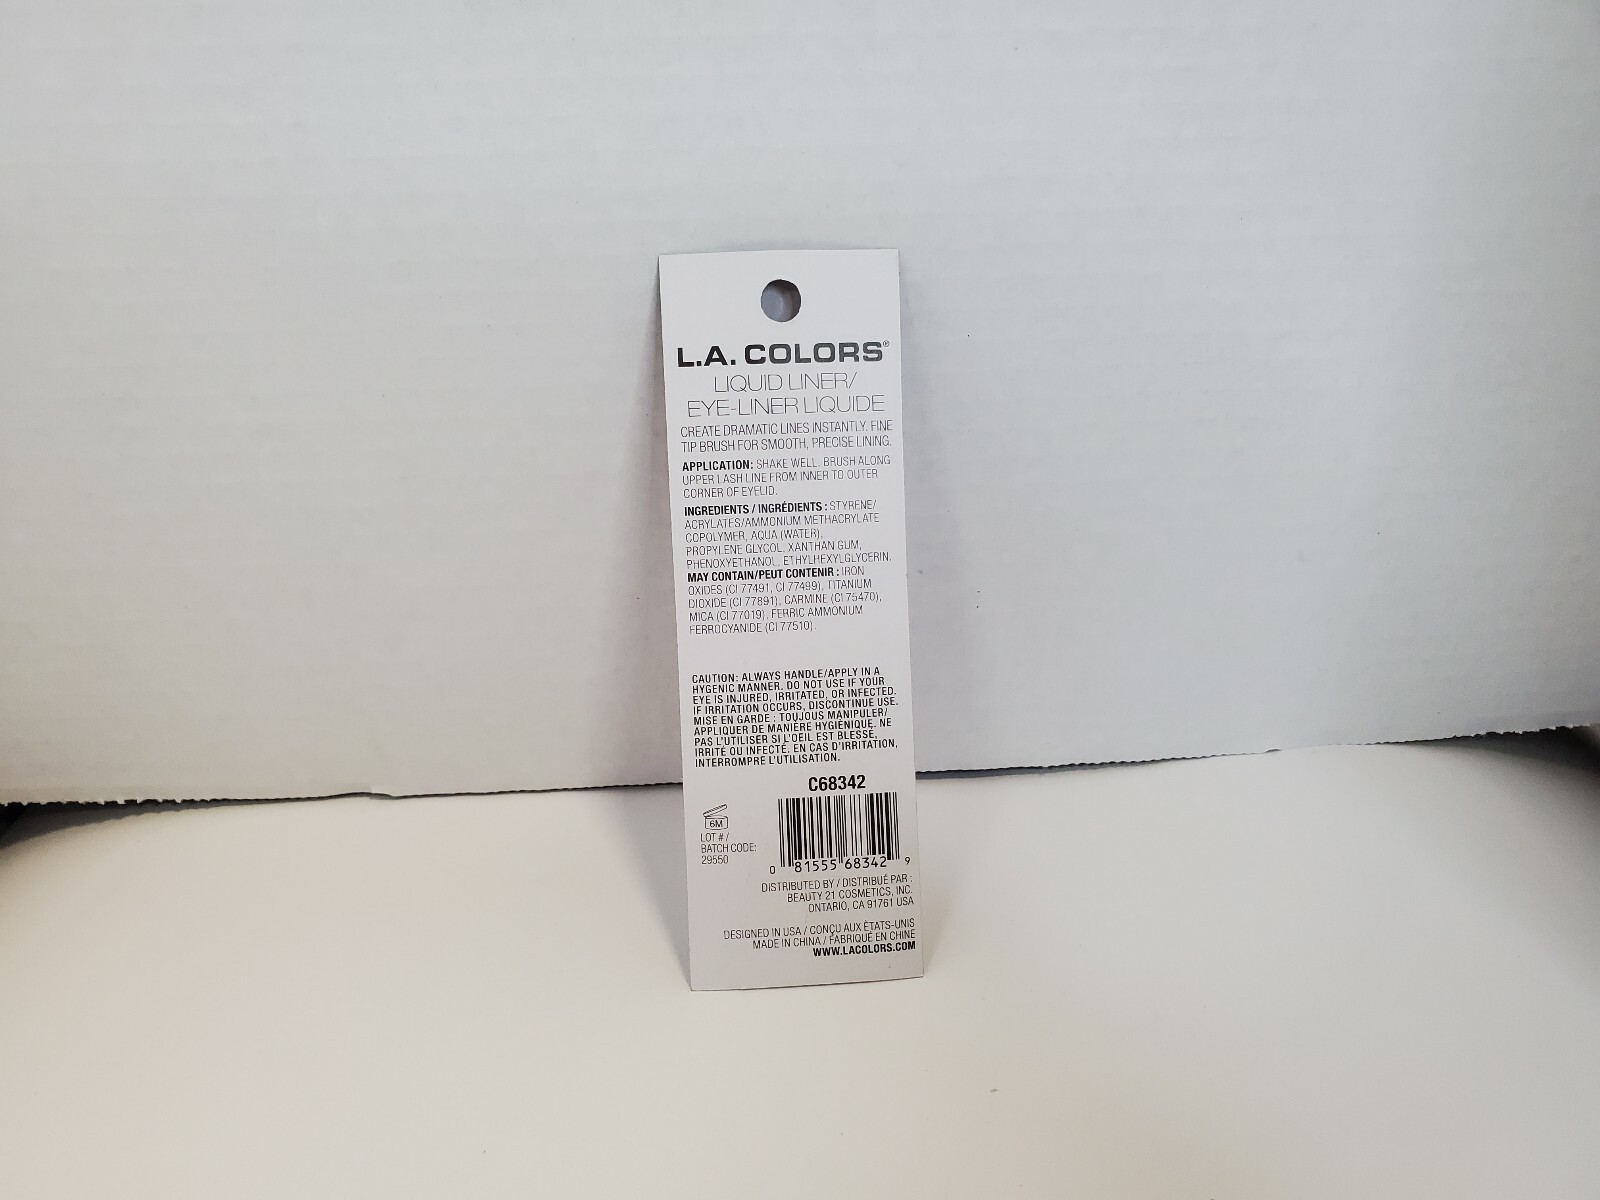 L.A. COLORS®
LIQUID LINER/
EYE-LINER LIQUIDE
CREATE DRAMATIC LINES INSTANTLY. FINE
TIP BRUSH FOR SMOOTH, PRECISE LINING.
APPLICATION: SHAKE WELL. BRUSH ALONG
UPPER LASH LINE FROM INNER TO OUTER
CORNER OF EYELID.
INGREDIENTS / INGRÉDIENTS : STYRENE/
ACRYLATES/AMMONIUM METHACRYLATE
COPOLYMER, AQUA (WATER),
PROPYLENE GLYCOL, XANTHAN GUM,
PHENOXYETHANOL, ETHYLHEXYLGLYCERIN.
MAY CONTAIN/PEUT CONTENIR : IRON
OXIDES (CI 77491, CI 77499), TITANIUM
DIOXIDE (CI 77891), CARMINE (CI 75470),
MICA (CI 77019), FERRIC AMMONIUM
FERROCYANIDE (CI 77510).
CAUTION: ALWAYS HANDLE/APPLY IN A
HYGENIC MANNER. DO NOT USE IF YOUR
EYE IS INJURED, IRRITATED, OR INFECTED.
IF IRRITATION OCCURS, DISCONTINUE USE.
MISE EN GARDE : TOUJOUS MANIPULER/
APPLIQUER DE MANIÈRE HYGIÉNIQUE. NE
PAS L'UTILISER SI L'OEIL EST BLESSÉ,
IRRITÉ OU INFECTÉ. EN CAS D'IRRITATION,
INTERROMPRE L'UTILISATION.
C68342
6M
LOT # /
BATCH CODE:
29550
0 81555 68342 9
DISTRIBUTED BY / DISTRIBUÉ PAR :
BEAUTY 21 COSMETICS, INC.
ONTARIO, CA 91761 USA
DESIGNED IN USA / CONÇU AUX ÉTATS-UNIS
MADE IN CHINA / FABRIQUÉ EN CHINE
WWW.LACOLORS.COM